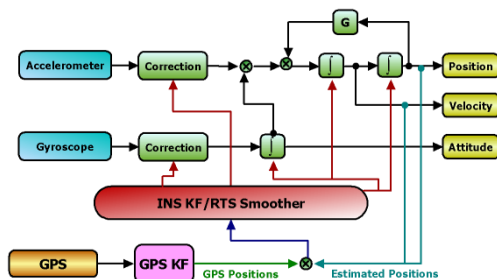 G
Accelerometer
Correction
∫
∫
Position
Velocity
Gyroscope
Correction
∫
Attitude
INS KF/RTS Smoother
GPS
GPS KF
GPS Positions
Estimated Positions